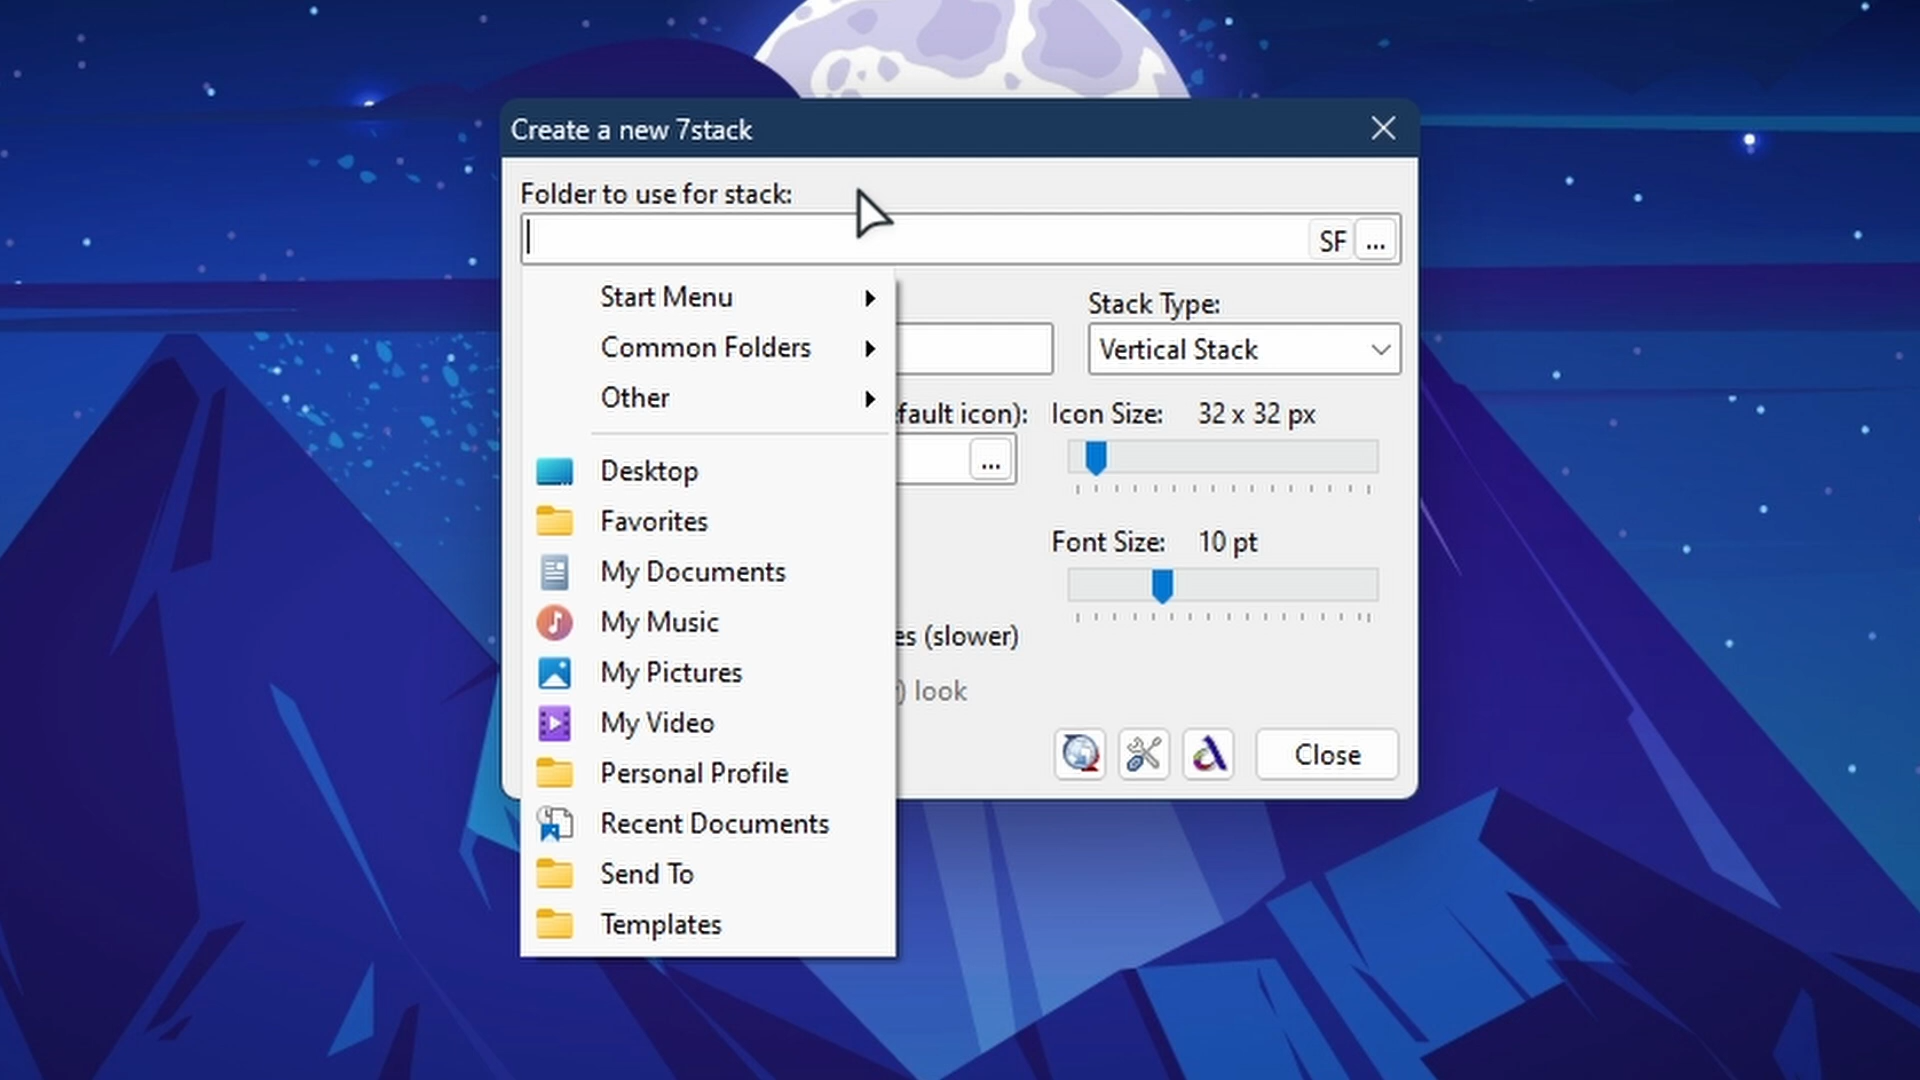 Create a new 7stack
Folder to use for stack:
SF ...
Start Menu
Common Folders
Other
Desktop
Favorites
My Documents
My Music
My Pictures
My Video
Personal Profile
Recent Documents
Send To
Templates
Stack Type:
Vertical Stack
fault icon):
...
Icon Size: 32 x 32 px
Font Size: 10 pt
es (slower)
) look
Close